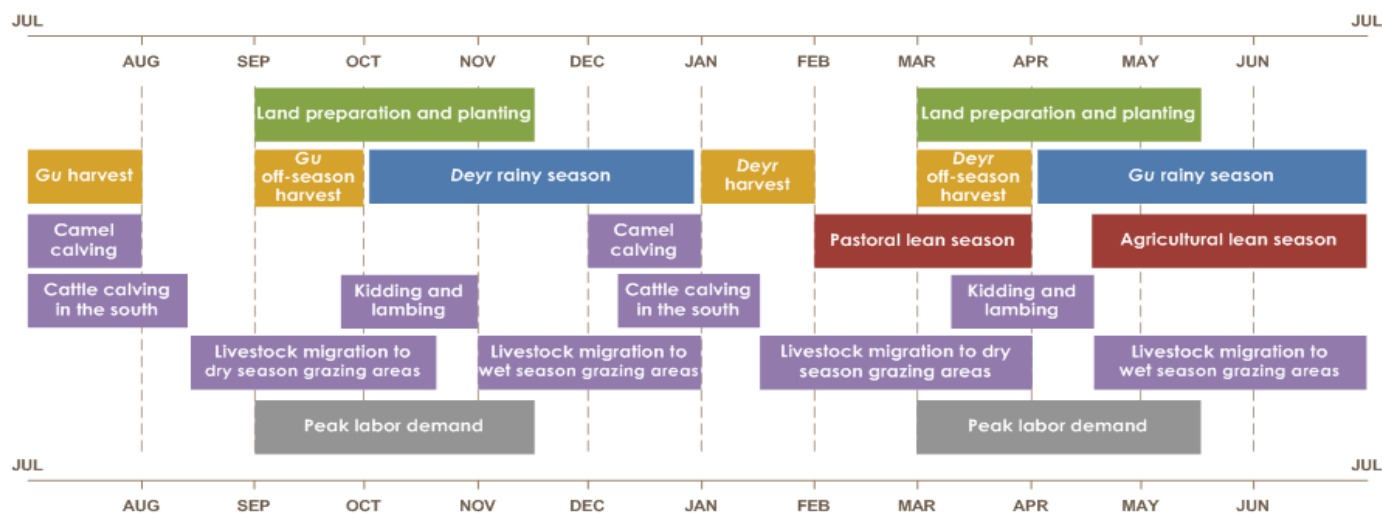 JUL JUL
AUG SEP OCT NOV DEC JAN FEB MAR APR MAY JUN
Land preparation and planting
Land preparation and planting
Gu harvest
Gu
off-season
harvest
Deyr rainy season
Deyr
harvest
Deyr
off-season
harvest
Gu rainy season
Camel
calving
Camel
calving
Pastoral lean season
Agricultural lean season
Cattle calving
in the south
Kidding and
lambing
Cattle calving
in the south
Kidding and
lambing
Livestock migration to
dry season grazing areas
Livestock migration to
wet season grazing areas
Livestock migration to dry
season grazing areas
Livestock migration to
wet season grazing areas
Peak labor demand
Peak labor demand
JUL JUL
AUG SEP OCT NOV DEC JAN FEB MAR APR MAY JUN